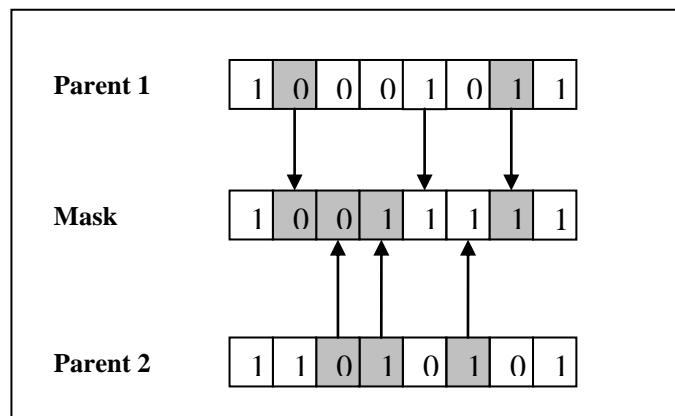 Parent 1 1 0 0 0 1 0 1 1
Mask 1 0 0 1 1 1 1 1
Parent 2 1 1 0 1 0 1 0 1